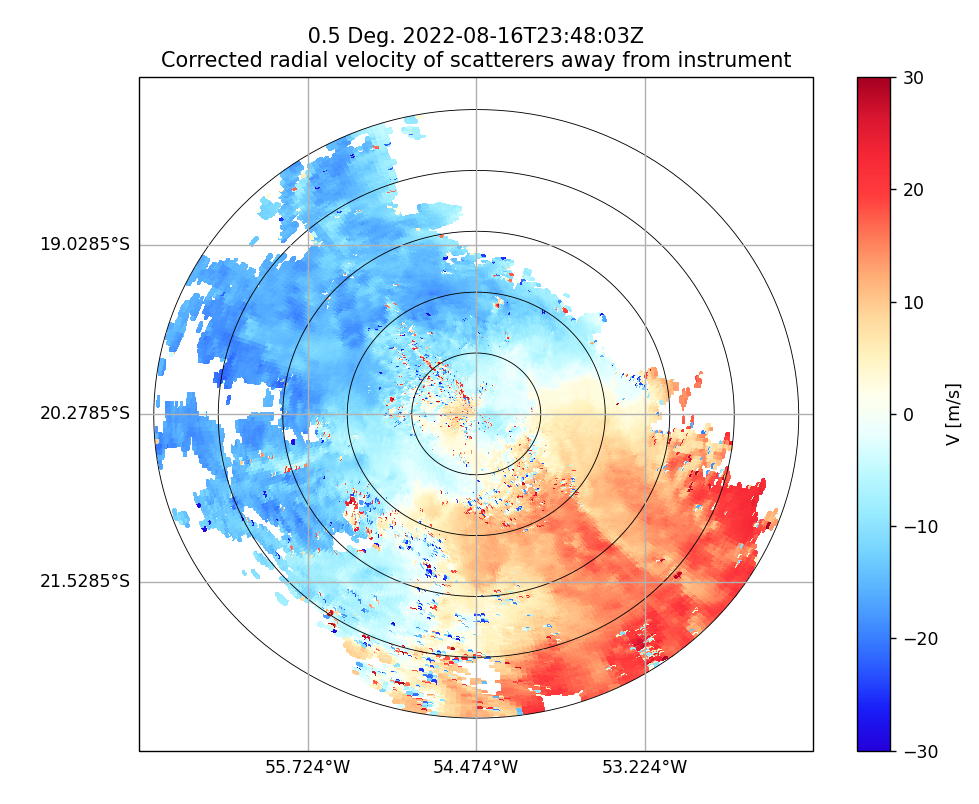 0.5 Deg. 2022-08-16T23:48:03Z
Corrected radial velocity of scatterers away from instrument
30
20
10
0
−10
−20
−30
V [m/s]
19.0285°S
20.2785°S
21.5285°S
55.724°W
54.474°W
53.224°W